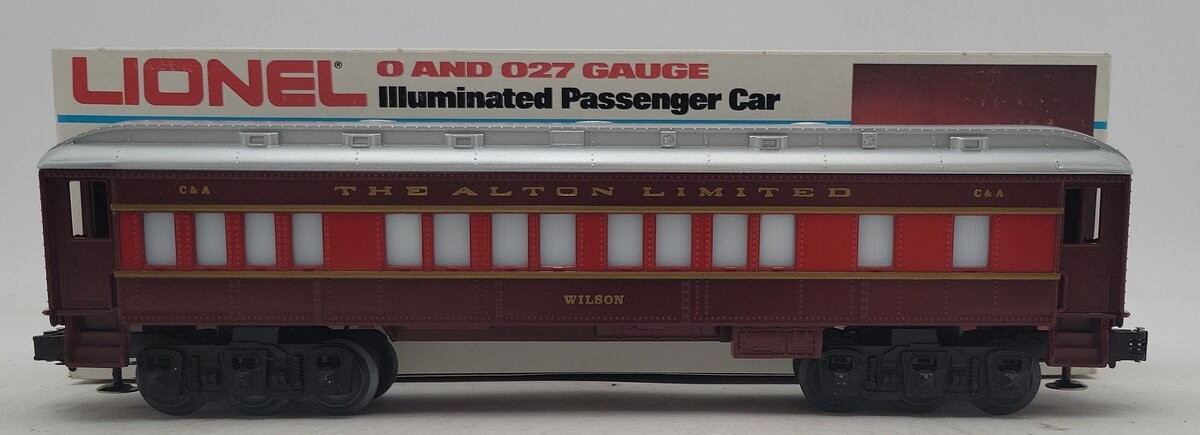 LIONEL®
O AND O27 GAUGE
Illuminated Passenger Car
C & A THE ALTON LIMITED C & A
WILSON